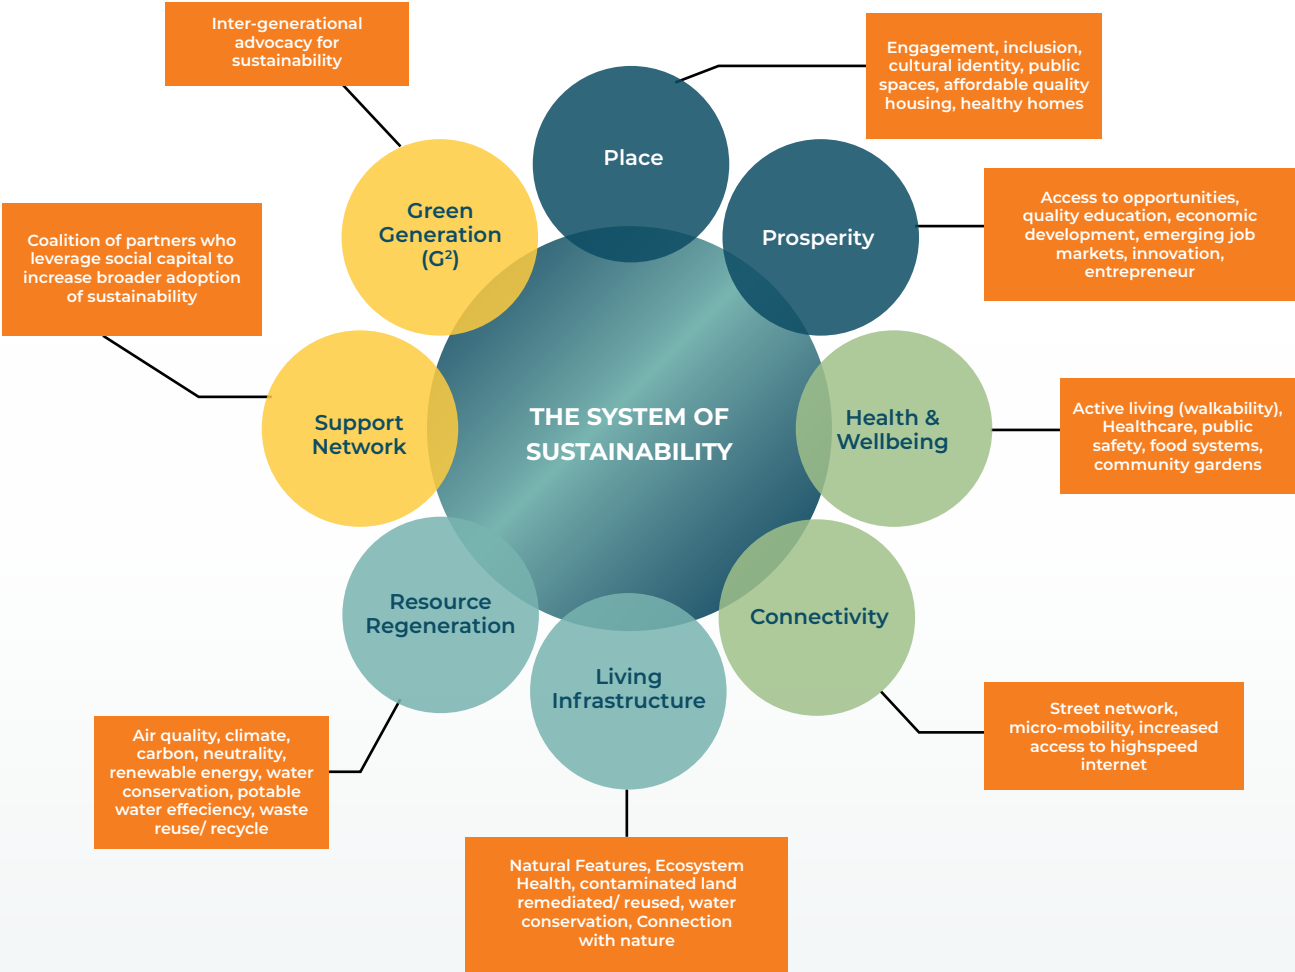 Inter-generational
advocacy for
sustainability
Engagement, inclusion,
cultural identity, public
spaces, affordable quality
housing, healthy homes
Place
Green
Generation
(G²)
Prosperity
Access to opportunities,
quality education, economic
development, emerging job
markets, innovation,
entrepreneur
Coalition of partners who
leverage social capital to
increase broader adoption
of sustainability
Support
Network
THE SYSTEM OF
SUSTAINABILITY
Health &
Wellbeing
Active living (walkability),
Healthcare, public
safety, food systems,
community gardens
Resource
Regeneration
Connectivity
Living
Infrastructure
Street network,
micro-mobility, increased
access to highspeed
internet
Air quality, climate,
carbon, neutrality,
renewable energy, water
conservation, potable
water effeciency, waste
reuse/ recycle
Natural Features, Ecosystem
Health, contaminated land
remediated/ reused, water
conservation, Connection
with nature